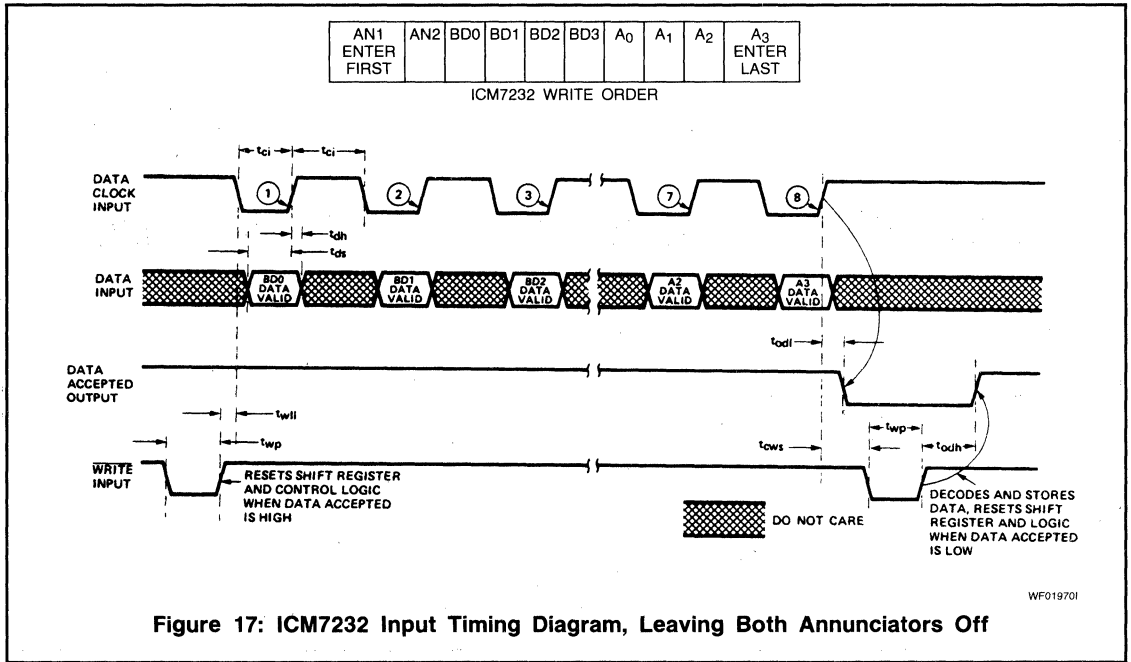 AN1 ENTER FIRST AN2 BD0 BD1 BD2 BD3 A0 A1 A2 A3 ENTER LAST
ICM7232 WRITE ORDER
tci
tci
DATA CLOCK INPUT
1
2
3
7
8
tdh
tds
DATA INPUT
BD0 DATA VALID
BD1 DATA VALID
BD2 DATA VALID
A2 DATA VALID
A3 DATA VALID
todl
DATA ACCEPTED OUTPUT
twll
twp
tcws
twp
todh
WRITE INPUT
RESETS SHIFT REGISTER
AND CONTROL LOGIC
WHEN DATA ACCEPTED
IS HIGH
DO NOT CARE
DECODES AND STORES
DATA, RESETS SHIFT
REGISTER AND LOGIC
WHEN DATA ACCEPTED
IS LOW
WF01970I
Figure 17: ICM7232 Input Timing Diagram, Leaving Both Annunciators Off